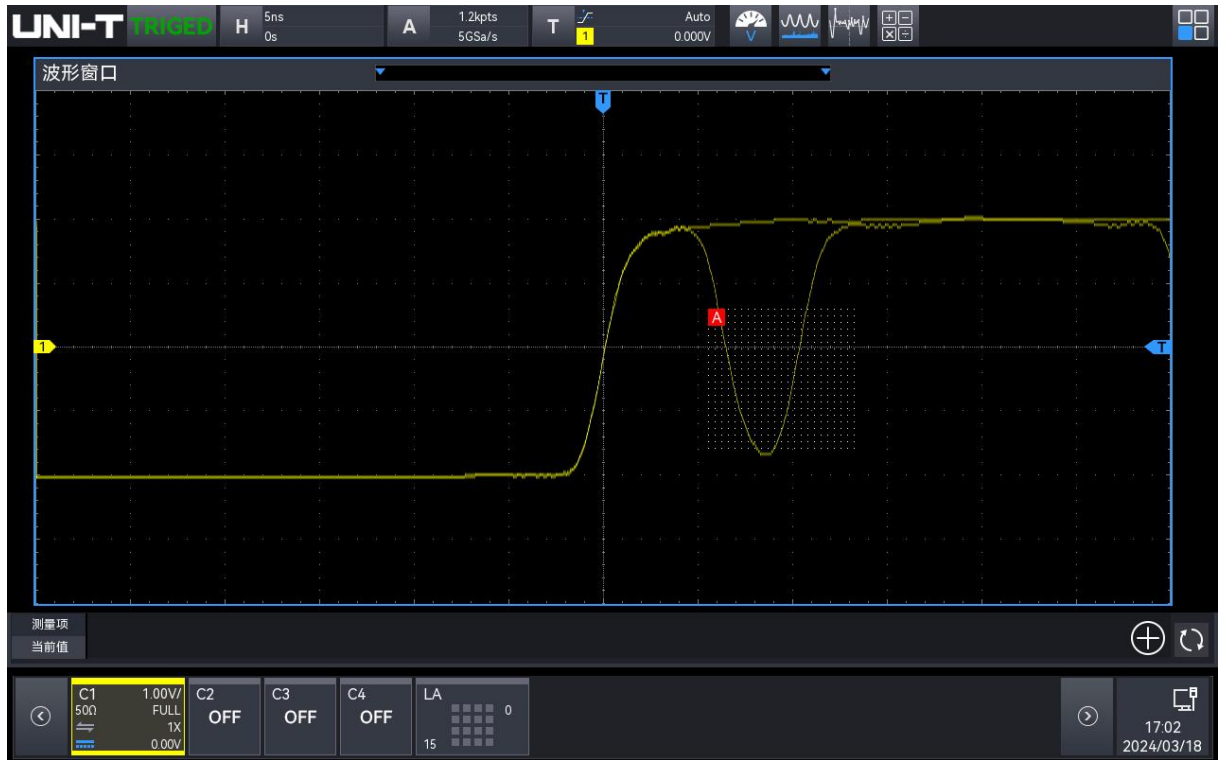 UNI-T TRIGED H 5ns A 1.2kpts T Auto
0s 5GSa/s 1 0.000V V
波形窗口
T
A
1 T
测量项
当前值
C1 1.00V/ C2 C3 C4 LA
50Ω FULL OFF OFF OFF 0
1X
0.00V 15
17:02
2024/03/18